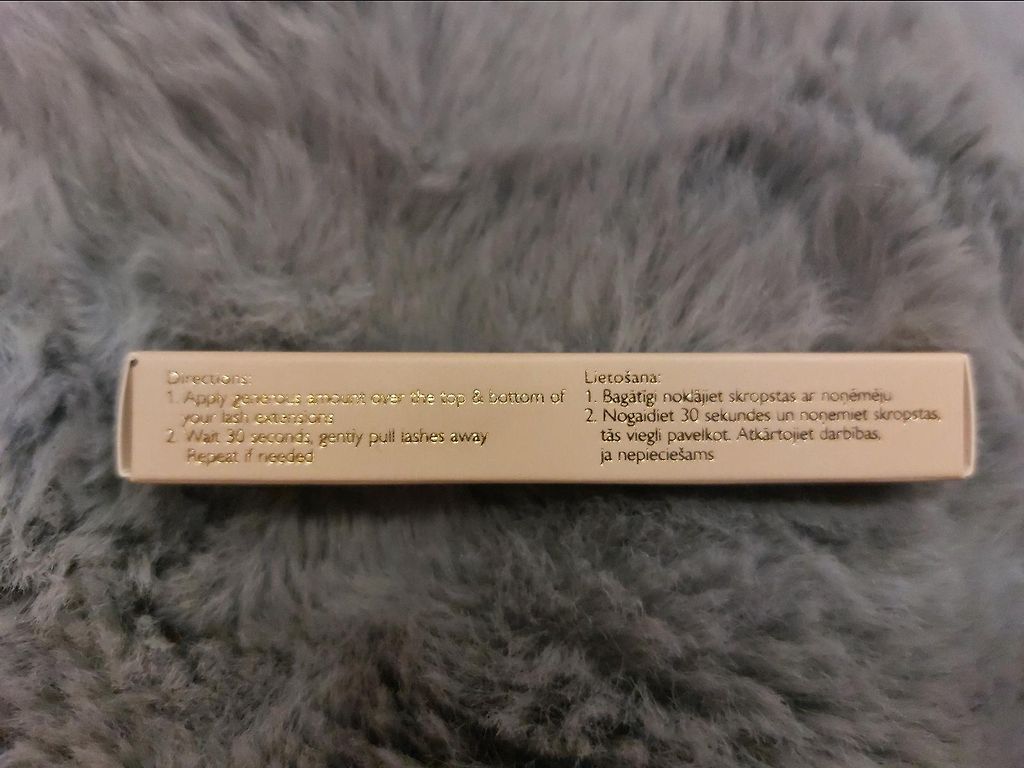 Directions:
1. Apply generous amount over the top & bottom of
your lash extensions
2. Wait 30 seconds, gently pull lashes away
Repeat if needed
Lietošana:
1. Bagātīgi noklājiet skropstas ar noņēmēju
2. Nogaidiet 30 sekundes un noņemiet skropstas,
tās viegli pavelkot. Atkārtojiet darbības,
ja nepieciešams